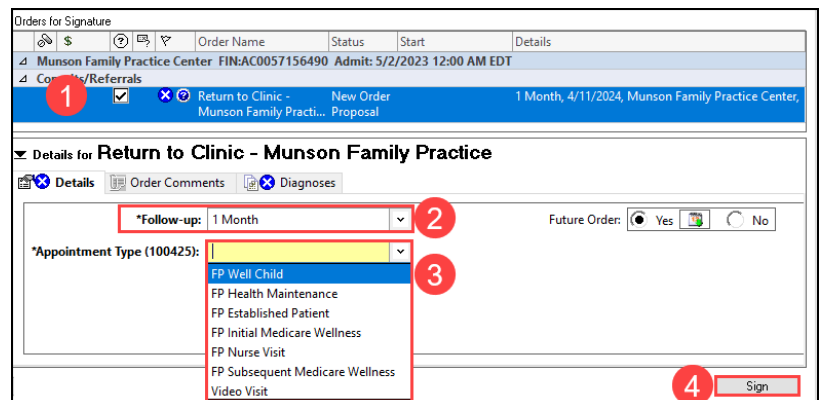 Orders for Signature
$ Order Name Status Start Details
Munson Family Practice Center FIN:AC0057156490 Admit: 5/2/2023 12:00 AM EDT
1
Return to Clinic - New Order 1 Month, 4/11/2024, Munson Family Practice Center,
Munson Family Practi... Proposal
Details for Return to Clinic - Munson Family Practice
Details Order Comments Diagnoses
*Follow-up: 1 Month 2 Future Order: Yes No
*Appointment Type (100425): 3
FP Well Child
FP Health Maintenance
FP Established Patient
FP Initial Medicare Wellness
FP Nurse Visit
FP Subsequent Medicare Wellness
Video Visit
4 Sign